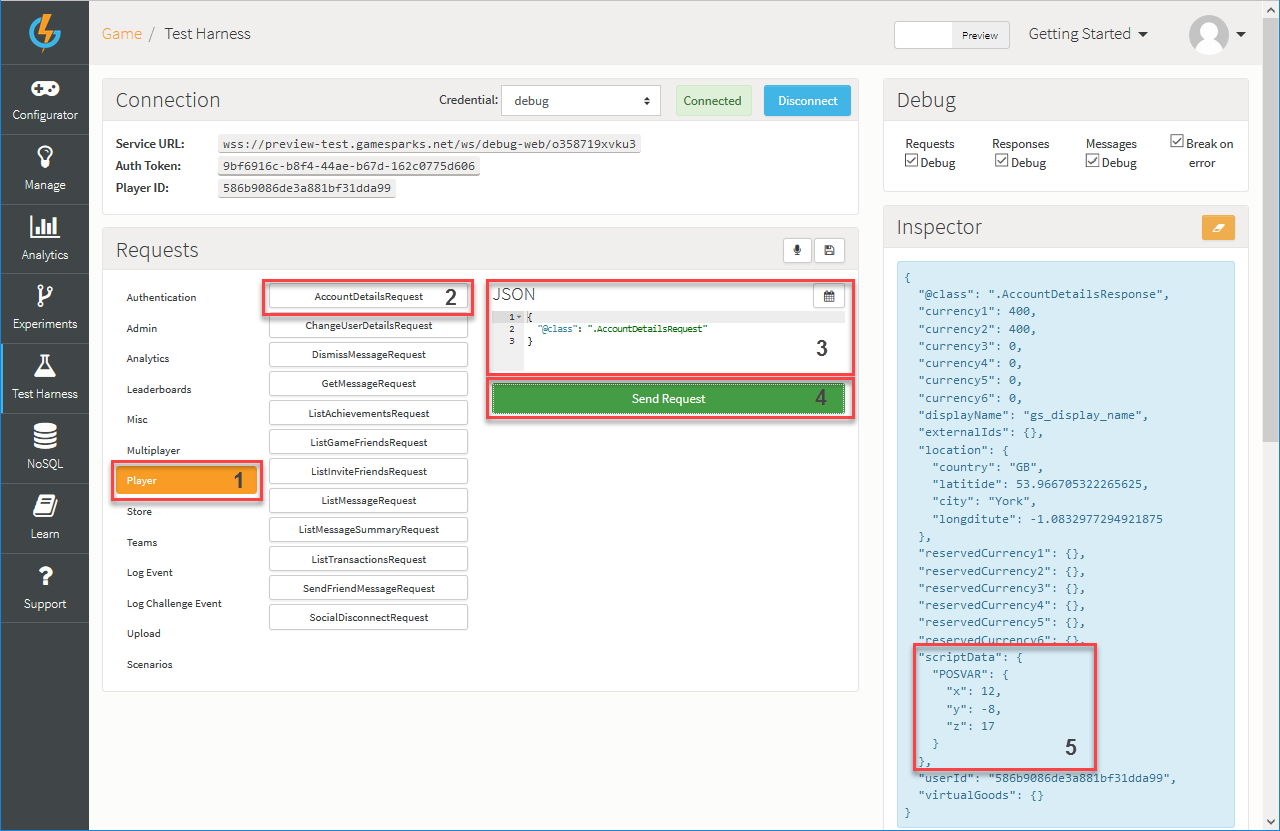 Game / Test Harness
Preview
Getting Started
Configurator
Manage
Analytics
Experiments
Test Harness
NoSQL
Learn
Support
Connection
Credential: debug
Connected
Disconnect
Service URL: wss://preview-test.gamesparks.net/ws/debug-web/o358719xvku3
Auth Token: 9bf6916c-b8f4-44ae-b67d-162c0775d606
Player ID: 586b9086de3a881bf31dda99
Requests
Authentication
Admin
Analytics
Leaderboards
Misc
Multiplayer
Player 1
Store
Teams
Log Event
Log Challenge Event
Upload
Scenarios
AccountDetailsRequest 2
ChangeUserDetailsRequest
DismissMessageRequest
GetMessageRequest
ListAchievementsRequest
ListGameFriendsRequest
ListInviteFriendsRequest
ListMessageRequest
ListMessageSummaryRequest
ListTransactionsRequest
SendFriendMessageRequest
SocialDisconnectRequest
JSON
1 {
2 "@class": ".AccountDetailsRequest"
3 }
3
Send Request 4
Debug
Requests
Debug
Responses
Debug
Messages
Debug
Break on
error
Inspector
{
"@class": ".AccountDetailsResponse",
"currency1": 400,
"currency2": 400,
"currency3": 0,
"currency4": 0,
"currency5": 0,
"currency6": 0,
"displayName": "gs_display_name",
"externalIds": {},
"location": {
"country": "GB",
"latitide": 53.966705322265625,
"city": "York",
"longditute": -1.0832977294921875
},
"reservedCurrency1": {},
"reservedCurrency2": {},
"reservedCurrency3": {},
"reservedCurrency4": {},
"reservedCurrency5": {},
"reservedCurrency6": {},
"scriptData": {
"POSVAR": {
"x": 12,
"y": -8,
"z": 17
}
5
},
"userId": "586b9086de3a881bf31dda99",
"virtualGoods": {}
}